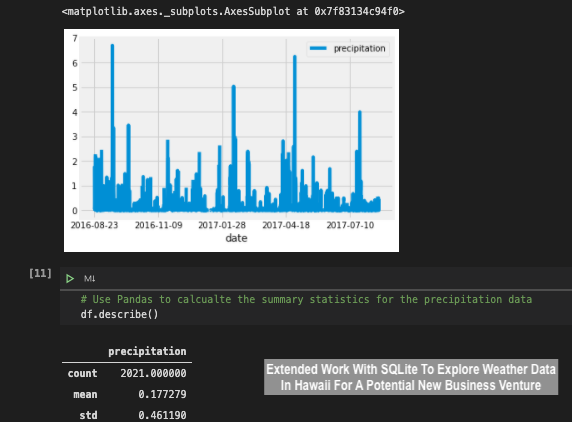 <matplotlib.axes._subplots.AxesSubplot at 0x7f83134c94f0>
7
precipitation
6
5
4
3
2
1
0
2016-08-23 2016-11-09 2017-01-28 2017-04-18 2017-07-10
date
[11]
M↓
# Use Pandas to calcualte the summary statistics for the precipitation data
df.describe()
precipitation
count 2021.000000
mean 0.177279
std 0.461190
Extended Work With SQLite To Explore Weather Data
In Hawaii For A Potential New Business Venture